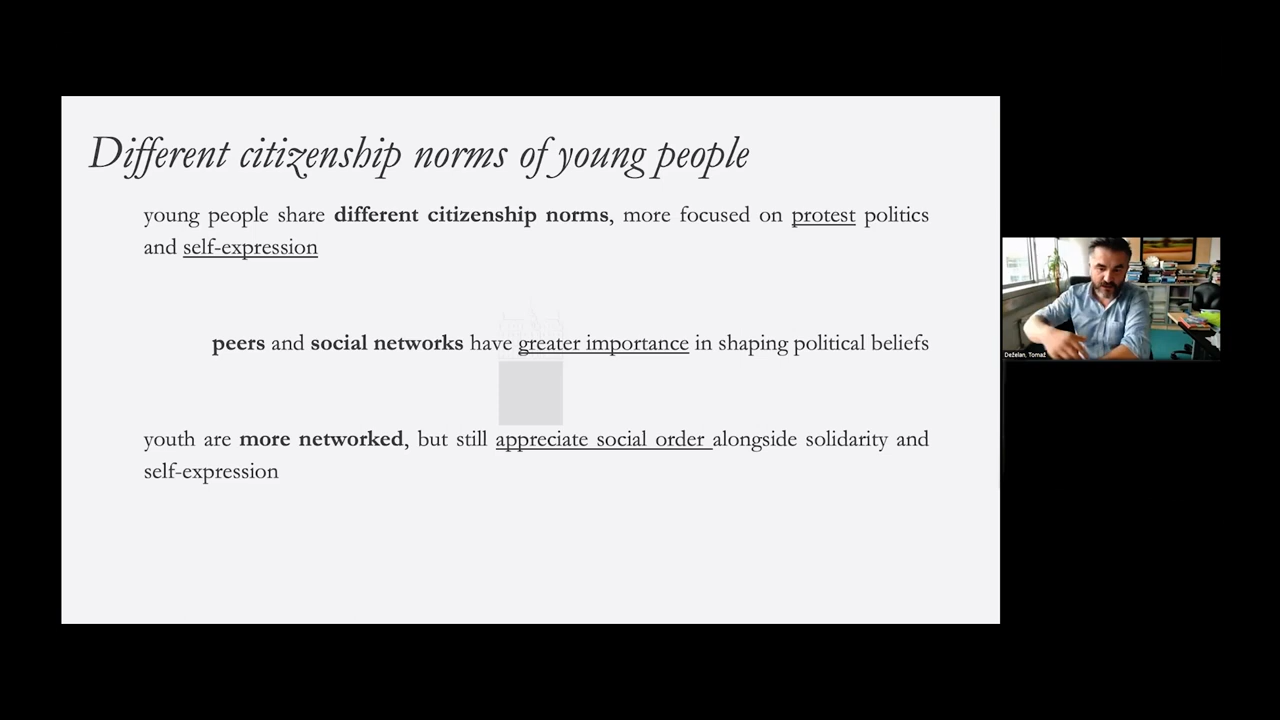 Different citizenship norms of young people
young people share different citizenship norms, more focused on protest politics
and self-expression
peers and social networks have greater importance in shaping political beliefs
youth are more networked, but still appreciate social order alongside solidarity and
self-expression
Deželan, Tomaž